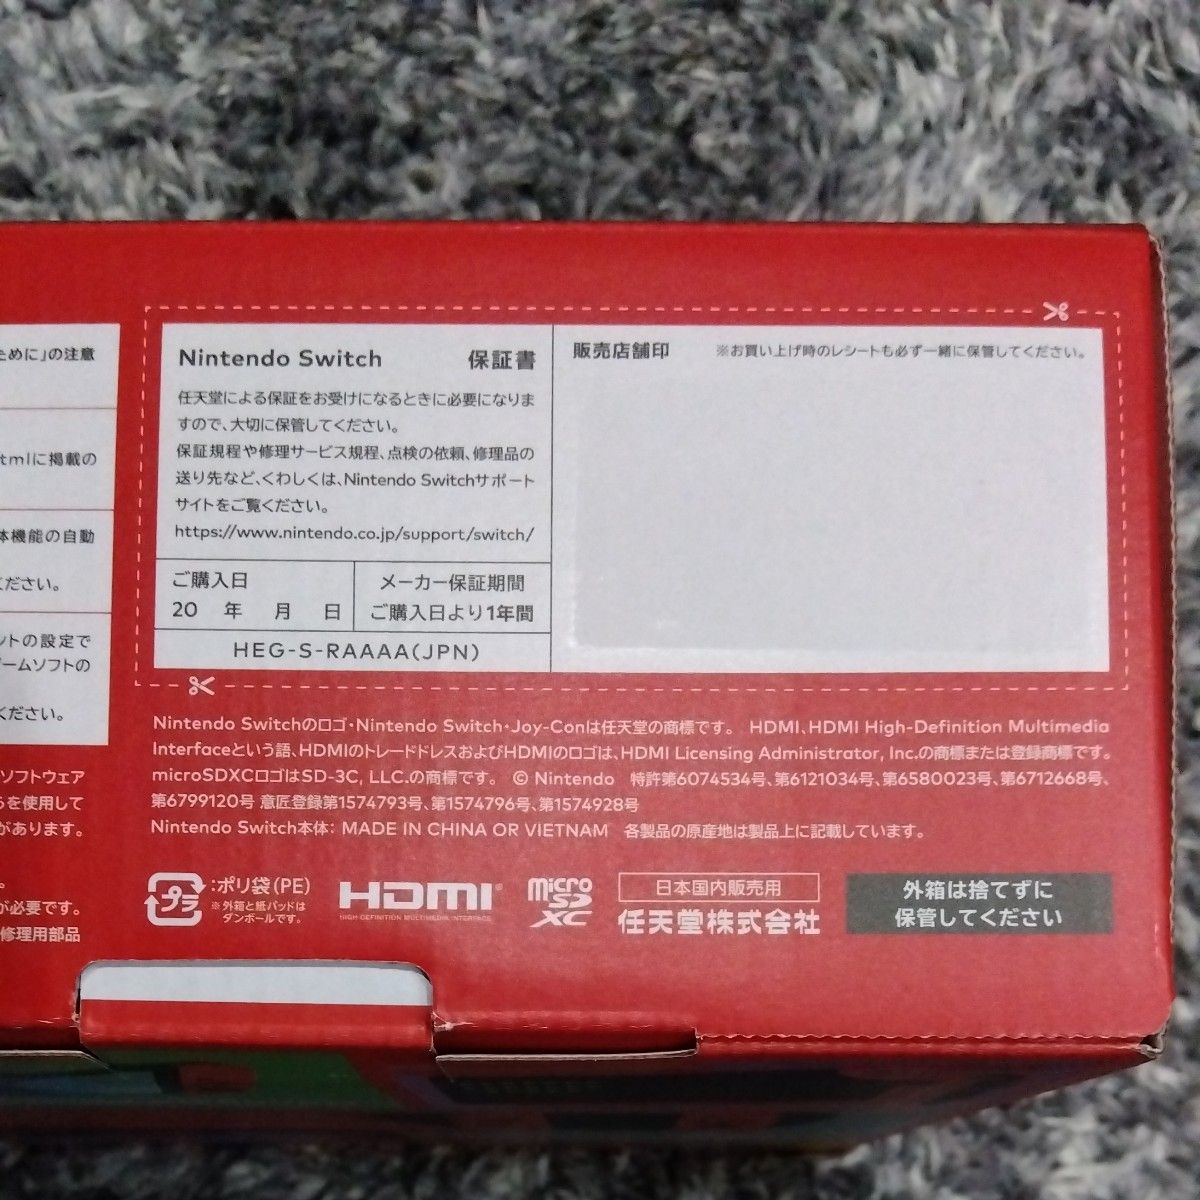 ために」の注意
tmlに掲載の
体機能の自動
ください。
ントの設定で
ゲームソフトの
ください。
ソフトウェア
らを使用して
があります。
が必要です。
修理用部品
Nintendo Switch 保証書
任天堂による保証をお受けになるときに必要になりま
すので、大切に保管してください。
保証規程や修理サービス規程、点検の依頼、修理品の
送り先など、くわしくは、Nintendo Switchサポート
サイトをご覧ください。
https://www.nintendo.co.jp/support/switch/
ご購入日
20 年 月 日
メーカー保証期間
ご購入日より1年間
HEG-S-RAAAA(JPN)
販売店舗印 ※お買い上げ時のレシートも必ず一緒に保管してください。
Nintendo Switchのロゴ・Nintendo Switch・Joy-Conは任天堂の商標です。 HDMI、HDMI High-Definition Multimedia
Interfaceという語、HDMIのトレードドレスおよびHDMIのロゴは、HDMI Licensing Administrator, Inc.の商標または登録商標です。
microSDXCロゴはSD-3C, LLC.の商標です。 © Nintendo 特許第6074534号、第6121034号、第6580023号、第6712668号、
第6799120号 意匠登録第1574793号、第1574796号、第1574928号
Nintendo Switch本体: MADE IN CHINA OR VIETNAM 各製品の原産地は製品上に記載しています。
プラ
:ポリ袋(PE)
※外箱と紙パッドは
ダンボールです。
HDMI
HIGH-DEFINITION MULTIMEDIA INTERFACE
micro
SD
XC
日本国内販売用
任天堂株式会社
外箱は捨てずに
保管してください